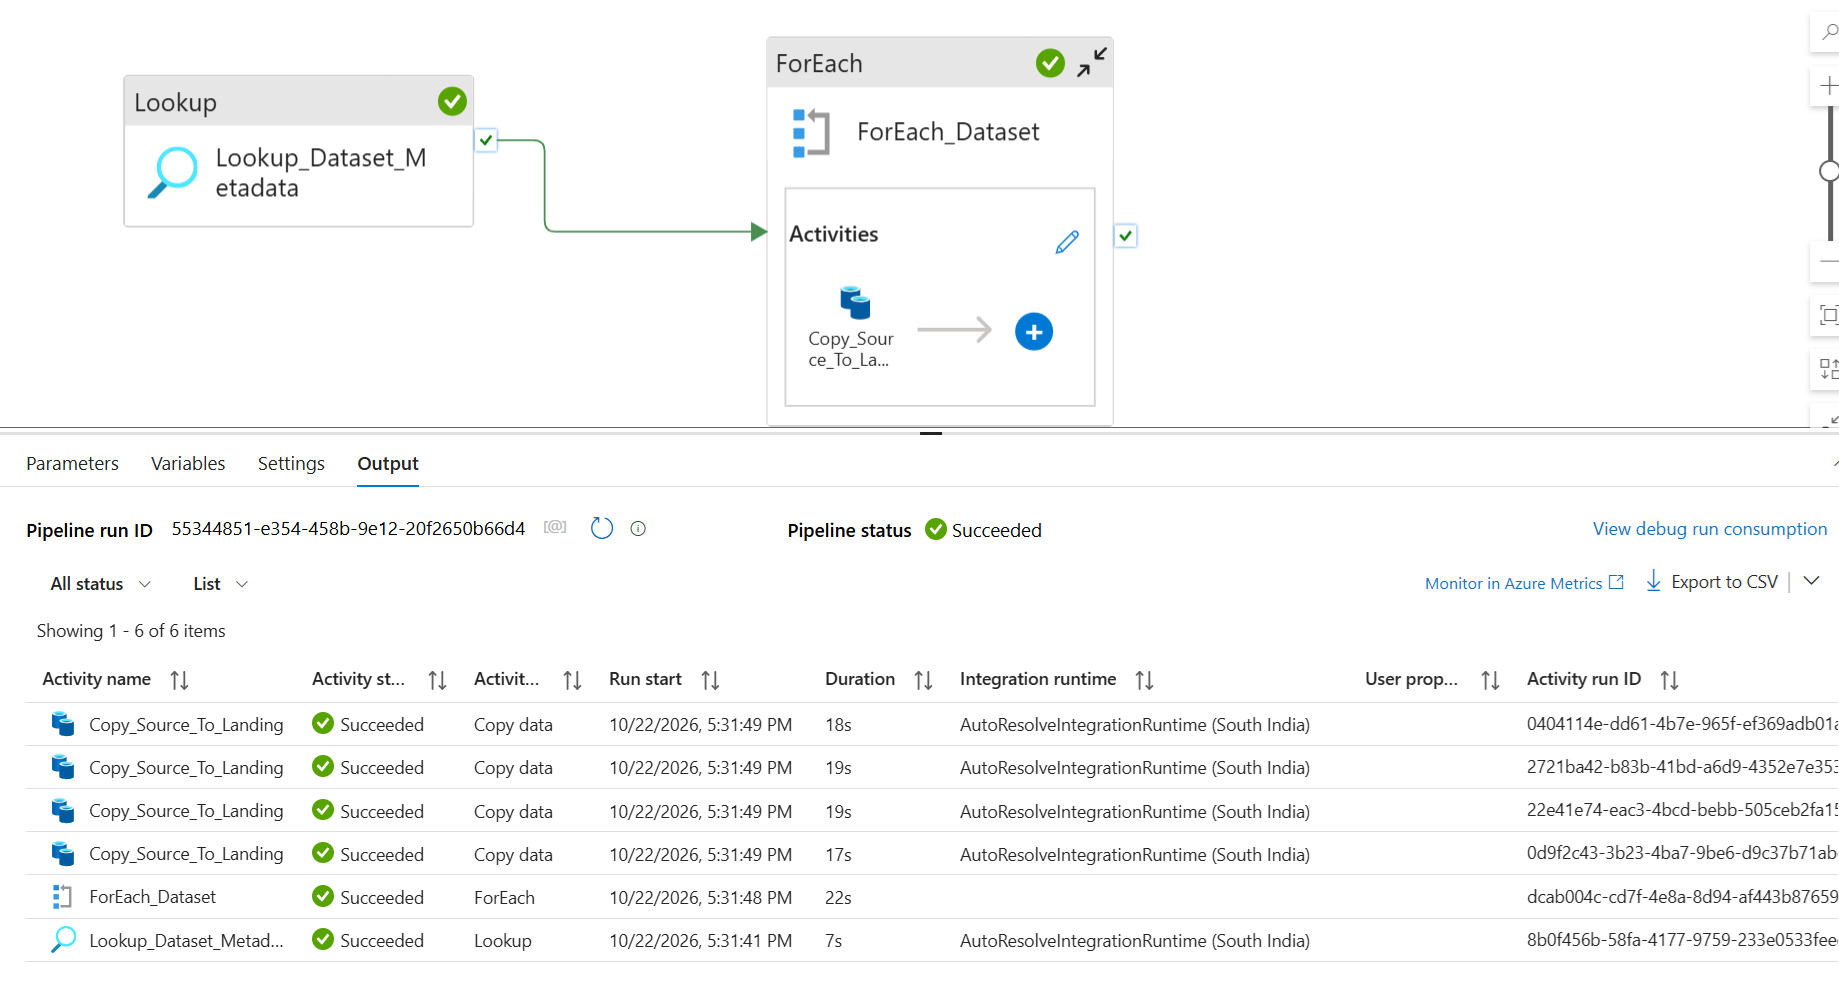 Lookup
Lookup_Dataset_M
etadata
ForEach
ForEach_Dataset
Activities
Copy_Sour
ce_To_La...
Parameters Variables Settings Output
Pipeline run ID 55344851-e354-458b-9e12-20f2650b66d4 [@] Pipeline status Succeeded View debug run consumption
All status List Monitor in Azure Metrics Export to CSV
Showing 1 - 6 of 6 items
Activity name Activity st... Activit... Run start Duration Integration runtime User prop... Activity run ID
Copy_Source_To_Landing Succeeded Copy data 10/22/2026, 5:31:49 PM 18s AutoResolveIntegrationRuntime (South India) 0404114e-dd61-4b7e-965f-ef369adb01a
Copy_Source_To_Landing Succeeded Copy data 10/22/2026, 5:31:49 PM 19s AutoResolveIntegrationRuntime (South India) 2721ba42-b83b-41bd-a6d9-4352e7e353
Copy_Source_To_Landing Succeeded Copy data 10/22/2026, 5:31:49 PM 19s AutoResolveIntegrationRuntime (South India) 22e41e74-eac3-4bcd-bebb-505ceb2fa15
Copy_Source_To_Landing Succeeded Copy data 10/22/2026, 5:31:49 PM 17s AutoResolveIntegrationRuntime (South India) 0d9f2c43-3b23-4ba7-9be6-d9c37b71ab
ForEach_Dataset Succeeded ForEach 10/22/2026, 5:31:48 PM 22s dcab004c-cd7f-4e8a-8d94-af443b87659
Lookup_Dataset_Metad... Succeeded Lookup 10/22/2026, 5:31:41 PM 7s AutoResolveIntegrationRuntime (South India) 8b0f456b-58fa-4177-9759-233e0533fee